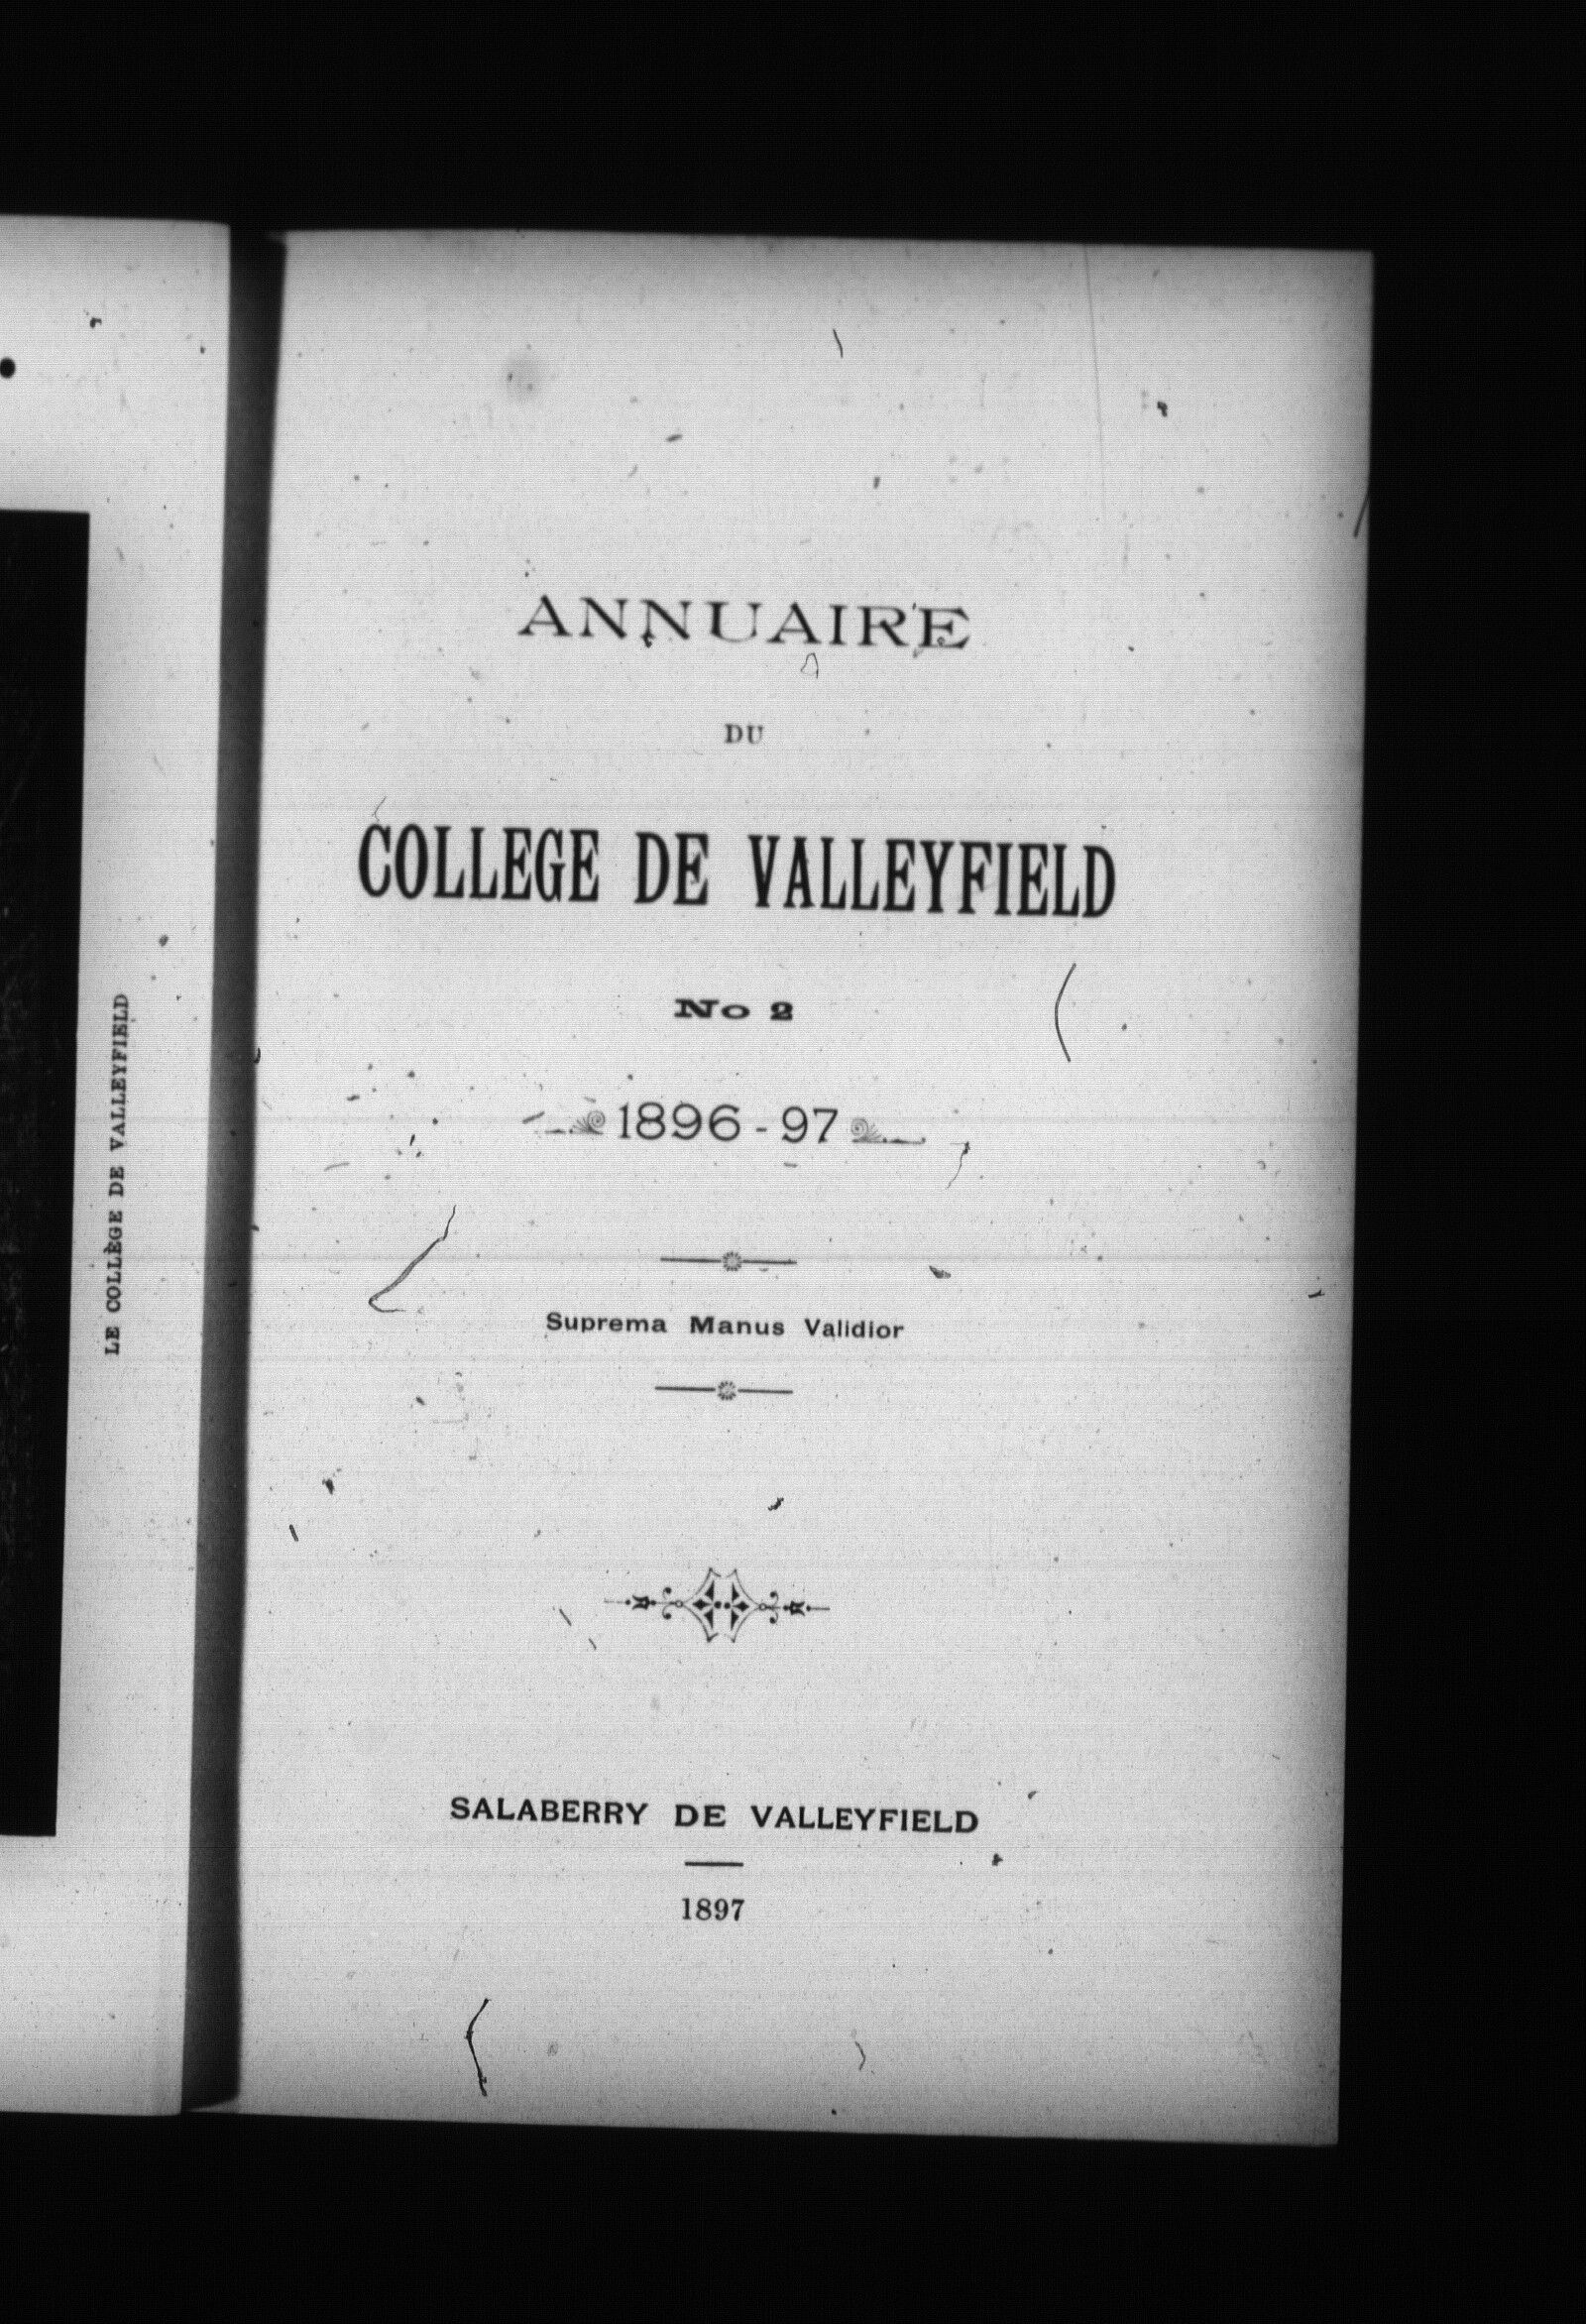 LE COLLÈGE DE VALLEYFIELD
ANNUAIRE
DU
COLLEGE DE VALLEYFIELD
No 2
1896-97
Suprema Manus Validior
SALABERRY DE VALLEYFIELD
1897